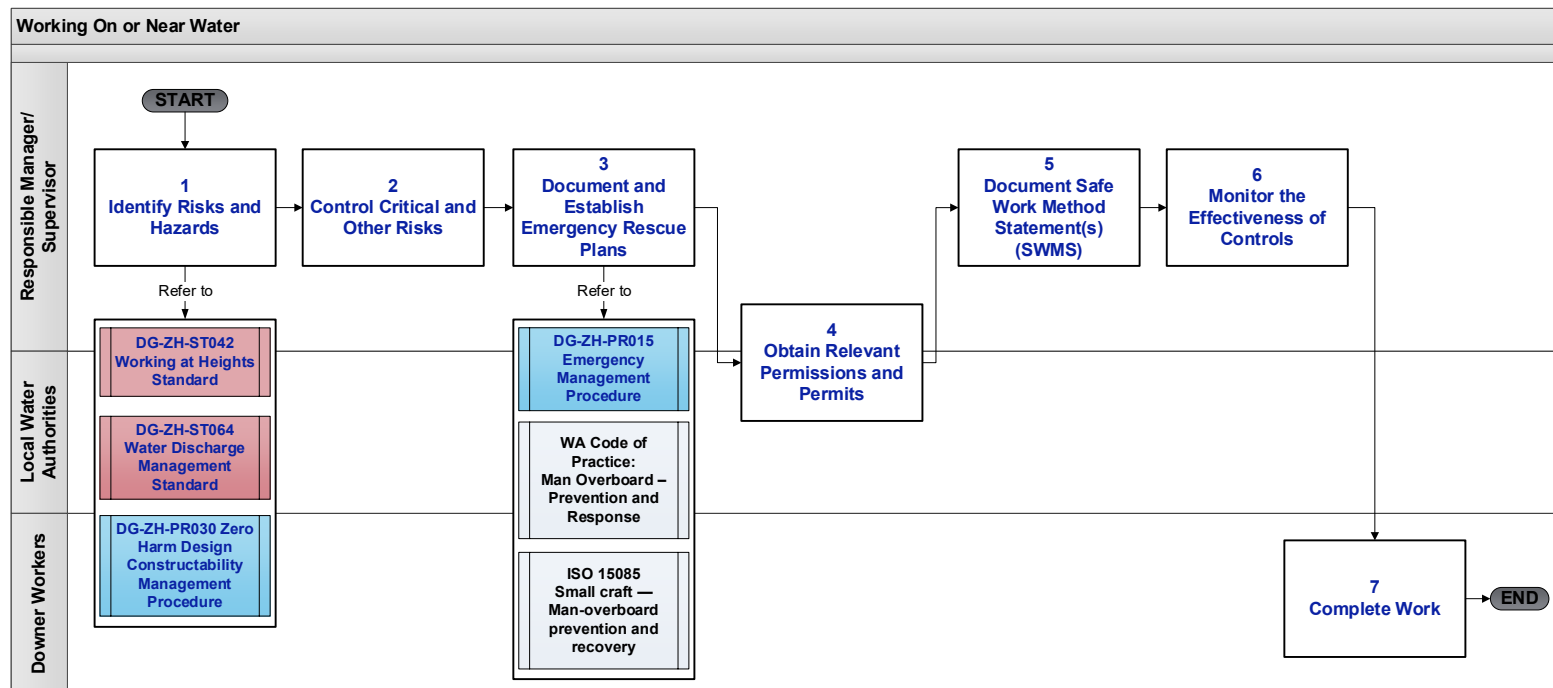 Working On or Near Water
Responsible Manager/
Supervisor
START
1
Identify Risks and
Hazards
2
Control Critical and
Other Risks
3
Document and
Establish
Emergency Rescue
Plans
5
Document Safe
Work Method
Statement(s)
(SWMS)
6
Monitor the
Effectiveness of
Controls
Refer to
Refer to
4
Obtain Relevant
Permissions and
Permits
DG-ZH-ST042
Working at Heights
Standard
DG-ZH-PR015
Emergency
Management
Procedure
Local Water
Authorities
DG-ZH-ST064
Water Discharge
Management
Standard
WA Code of
Practice:
Man Overboard –
Prevention and
Response
Downer Workers
DG-ZH-PR030 Zero
Harm Design
Constructability
Management
Procedure
ISO 15085
Small craft —
Man-overboard
prevention and
recovery
7
Complete Work
END